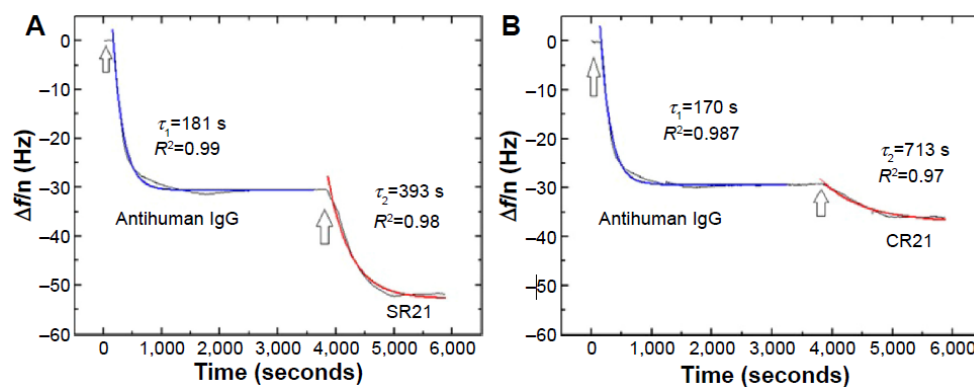 A
Δf/n (Hz)
0
–10
–20
–30
–40
–50
–60
τ1=181 s
R2=0.99
Antihuman IgG
τ2=393 s
R2=0.98
SR21
0 1,000 2,000 3,000 4,000 5,000 6,000
Time (seconds)
B
Δf/n (Hz)
0
–10
–20
–30
–40
–50
–60
τ1=170 s
R2=0.987
Antihuman IgG
τ2=713 s
R2=0.97
CR21
0 1,000 2,000 3,000 4,000 5,000 6,000
Time (seconds)